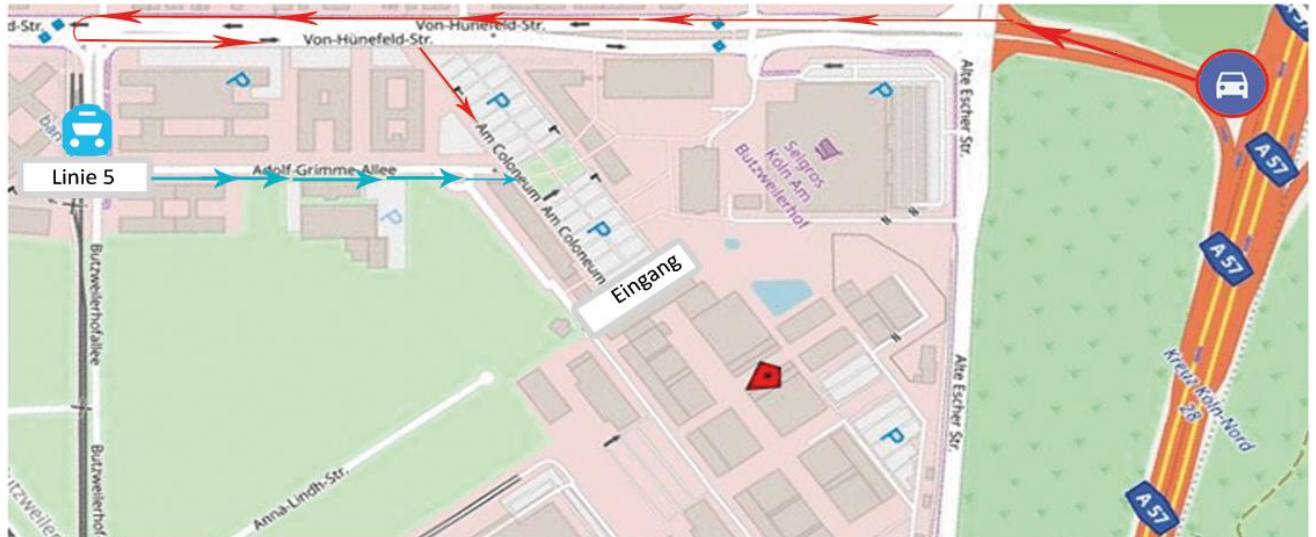 d-Str.
Von-Hünefeld-Str.
Von-Hünefeld-Str.
P
P
P
Alte Escher Str.
A 57
Linie 5
Adolf-Grimme-Allee
Am Coloneum
Selgros
Köln Am
Butzweilerhof
A 57
P
Am Coloneum
P
Eingang
A 57
Butzweilerhofallee
Alte Escher Str.
Kreuz Köln-Nord
28
P
Anna-Lindh-Str.
Butzweilerhof
A 57